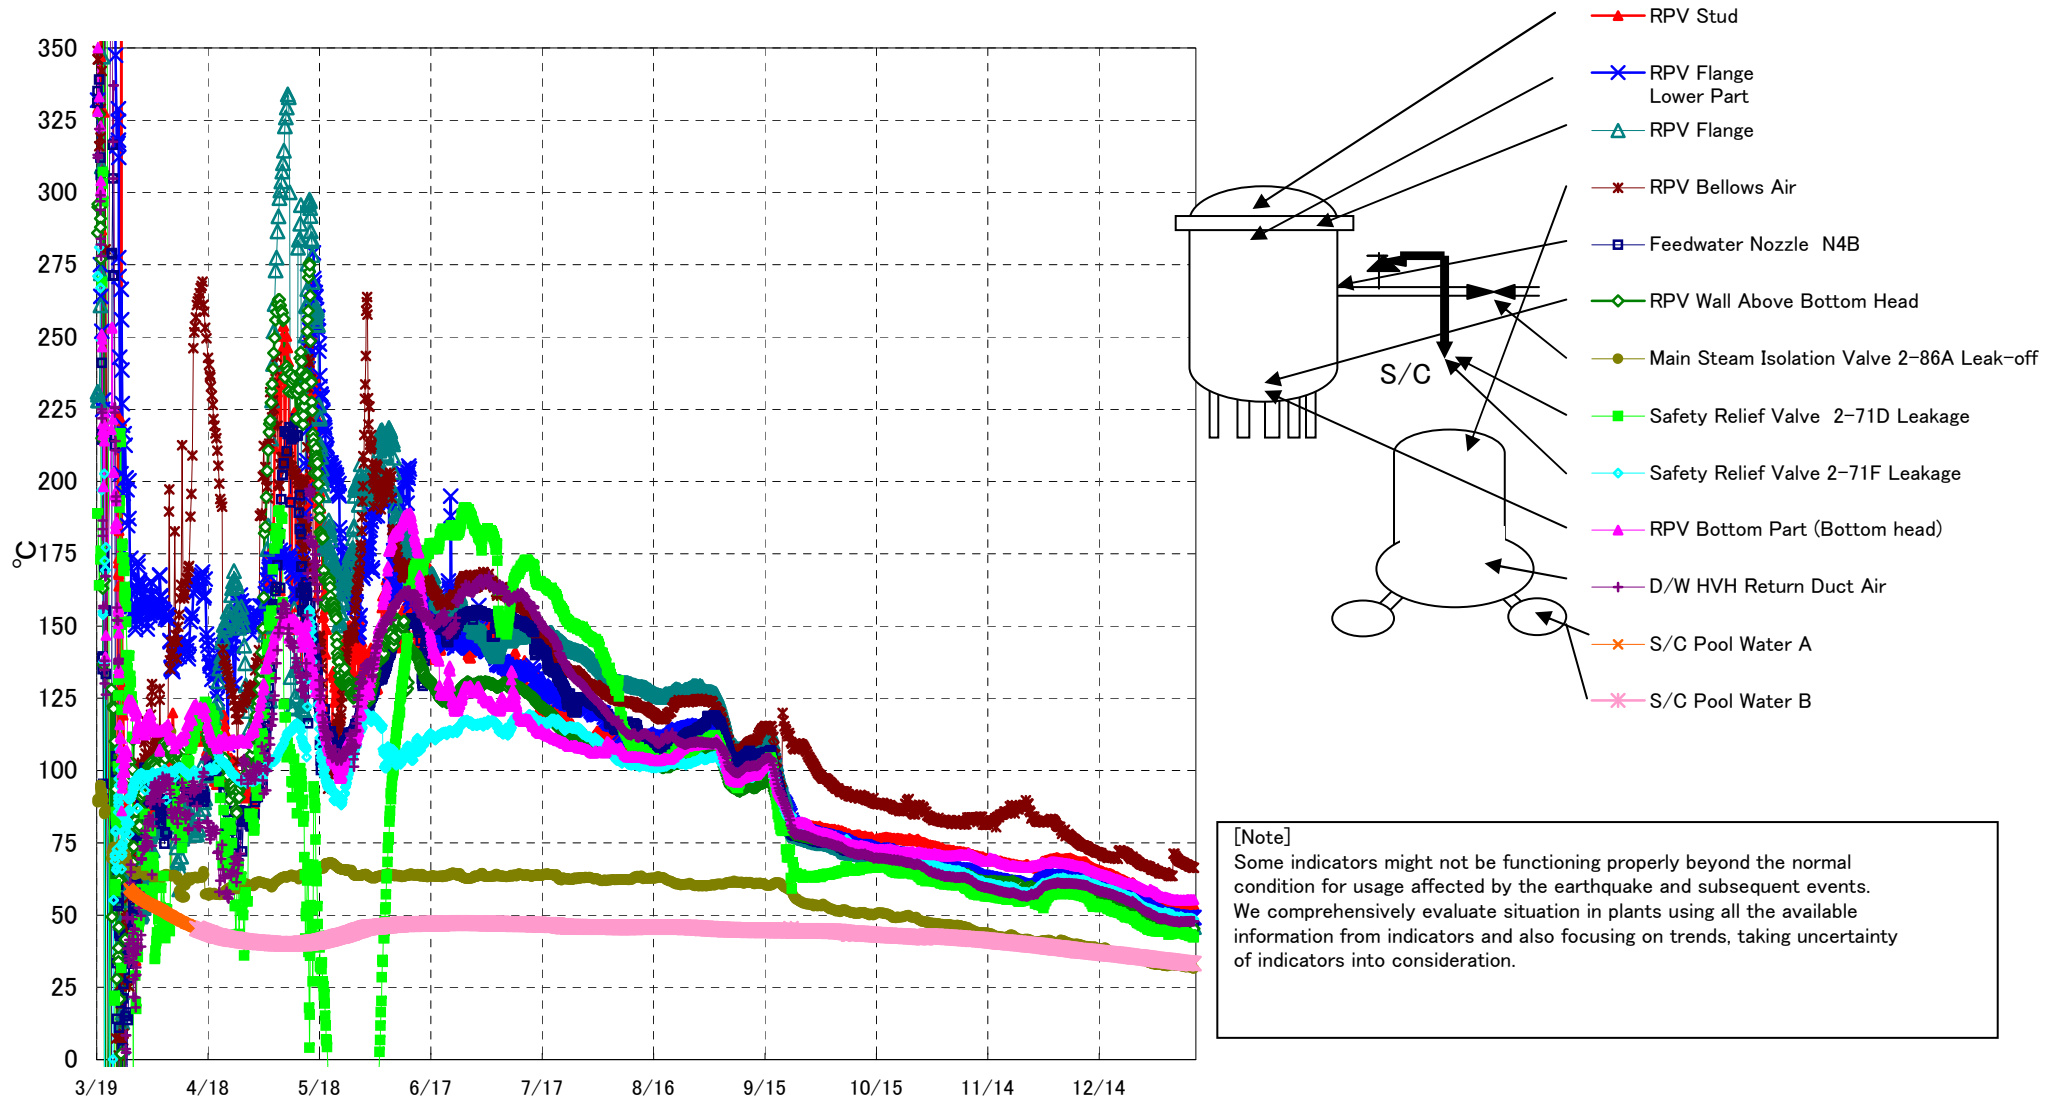 350
325
300
275
250
225
200
175
150
125
100
75
50
25
0
℃
3/19
4/18
5/18
6/17
7/17
8/16
9/15
10/15
11/14
12/14
RPV Stud
RPV Flange
Lower Part
RPV Flange
RPV Bellows Air
Feedwater Nozzle N4B
RPV Wall Above Bottom Head
Main Steam Isolation Valve 2-86A Leak-off
Safety Relief Valve 2-71D Leakage
Safety Relief Valve 2-71F Leakage
RPV Bottom Part (Bottom head)
D/W HVH Return Duct Air
S/C Pool Water A
S/C Pool Water B
S/C
[Note]
Some indicators might not be functioning properly beyond the normal
condition for usage affected by the earthquake and subsequent events.
We comprehensively evaluate situation in plants using all the available
information from indicators and also focusing on trends, taking uncertainty
of indicators into consideration.